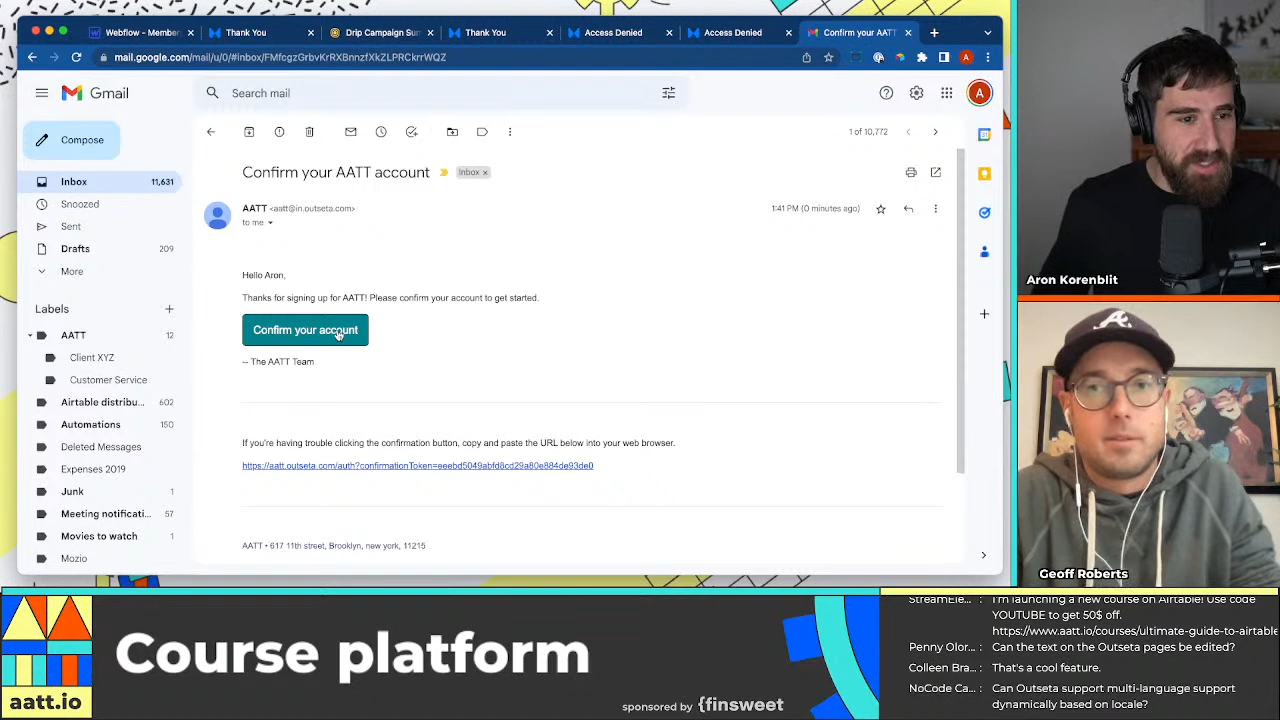 Webflow - Member
Thank You
Drip Campaign Sum
Thank You
Access Denied
Access Denied
Confirm your AATT
mail.google.com/mail/u/0/#inbox/FMfcgzGrbvKrRXBnnzfXkZLPRCkrrWQZ
A
Gmail
Search mail
A
Compose
1 of 10,772
Inbox 11,631
Snoozed
Sent
Drafts 209
More
Labels
AATT 12
Client XYZ
Customer Service
Airtable distribu... 602
Automations 150
Deleted Messages
Expenses 2019
Junk 1
Meeting notificati... 57
Movies to watch 1
Mozio
Confirm your AATT account
Inbox x
AATT <aatt@in.outseta.com>
to me
1:41 PM (0 minutes ago)
Hello Aron,
Thanks for signing up for AATT! Please confirm your account to get started.
Confirm your account
-- The AATT Team
If you're having trouble clicking the confirmation button, copy and paste the URL below into your web browser.
https://aatt.outseta.com/auth?confirmationToken=eeebd5049abfd8cd29a80e884de93de0
AATT • 617 11th street, Brooklyn, new york, 11215
Aron Korenblit
Geoff Roberts
aatt.io
Course platform
sponsored by {finsweet
StreamEle... : I'm launching a new course on Airtable! Use code
YOUTUBE to get 50$ off.
https://www.aatt.io/courses/ultimate-guide-to-airtable
Penny Olor... : Can the text on the Outseta pages be edited?
Colleen Bra... : That's a cool feature.
NoCode Ca... : Can Outseta support multi-language support
dynamically based on locale?